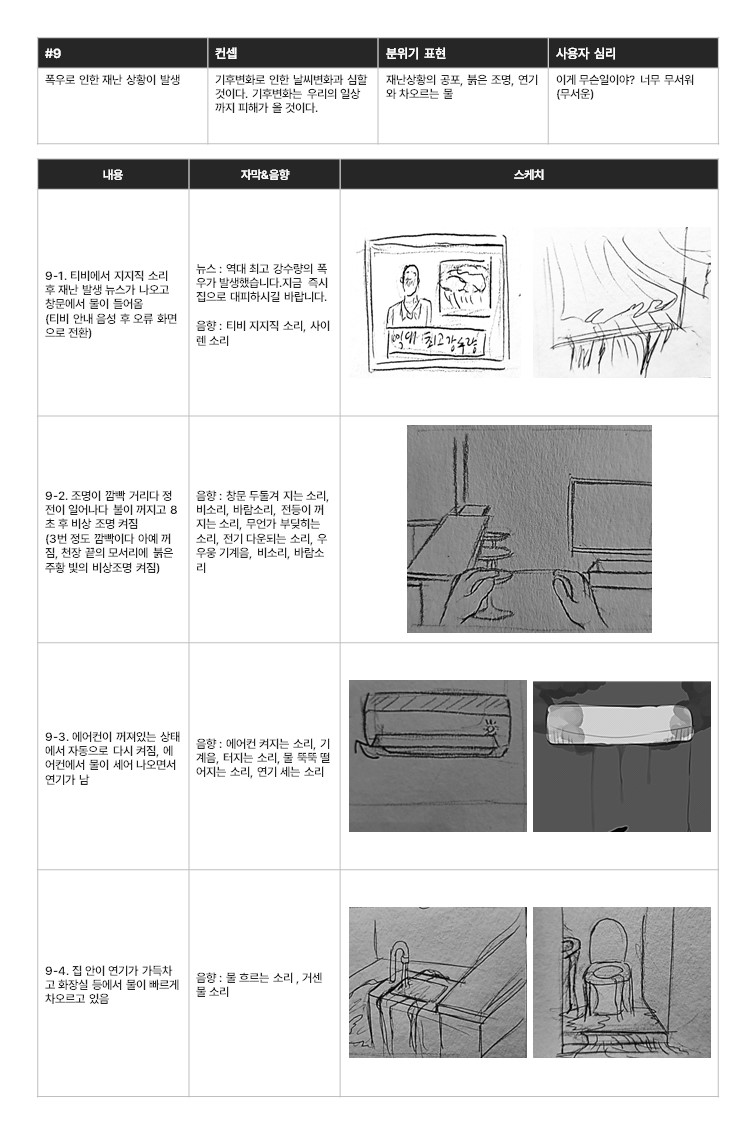 #9
컨셉
분위기 표현
사용자 심리
폭우로 인한 재난 상황이 발생
기후변화로 인한 날씨변화과 심할
것이다. 기후변화는 우리의 일상
까지 피해가 올 것이다.
재난상황의 공포, 붉은 조명, 연기
와 차오르는 물
이게 무슨일이야? 너무 무서워
(무서운)
내용
자막&음향
스케치
9-1. 티비에서 지지직 소리
후 재난 발생 뉴스가 나오고
창문에서 물이 들어옴
(티비 안내 음성 후 오류 화면
으로 전환)
뉴스 : 역대 최고 강수량의 폭
우가 발생했습니다.지금 즉시
집으로 대피하시길 바랍니다.
음향 : 티비 지지직 소리, 사이
렌 소리
역대 최고강수량
9-2. 조명이 깜빡 거리다 정
전이 일어나다 불이 꺼지고 8
초 후 비상 조명 켜짐
(3번 정도 깜빡이다 아예 꺼
짐, 천장 끝의 모서리에 붉은
주황 빛의 비상조명 켜짐)
음향 : 창문 두둘겨 지는 소리,
비소리, 바람소리, 전등이 꺼
지는 소리, 무언가 부딪히는
소리, 전기 다운되는 소리, 우
우웅 기계음, 비소리, 바람소
리
9-3. 에어컨이 꺼져있는 상태
에서 자동으로 다시 켜짐, 에
어컨에서 물이 세어 나오면서
연기가 남
음향 : 에어컨 켜지는 소리, 기
계음, 터지는 소리, 물 뚝뚝 떨
어지는 소리, 연기 세는 소리
9-4. 집 안이 연기가 가득차
고 화장실 등에서 물이 빠르게
차오르고 있음
음향 : 물 흐르는 소리 , 거센
물 소리